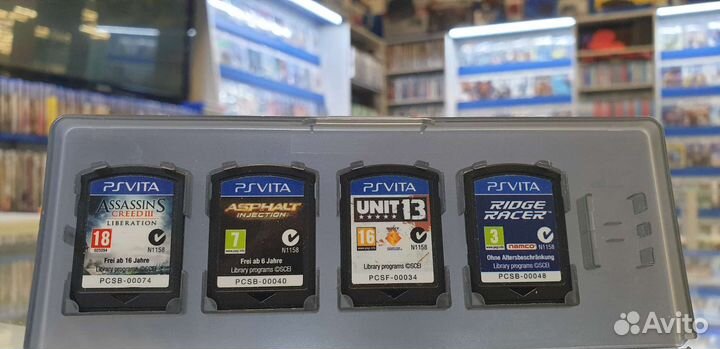 PSVITA
ASSASSIN'S
CREED III
LIBERATION
18
N1158
Frei ab 16 Jahre
Library programs ©SCEI
PCSB-00074
PSVITA
ASPHALT
INJECTION
7
N1158
Frei ab 6 Jahre
Library programs ©SCEI
PCSB-00040
PSVITA
UNIT 13
16
N1158
Library programs ©SCEI
PCSF-00034
PSVITA
RIDGE
RACER
3
namco
N1158
Ohne Altersbeschränkung
Library programs ©SCEI
PCSB-00048
Avito